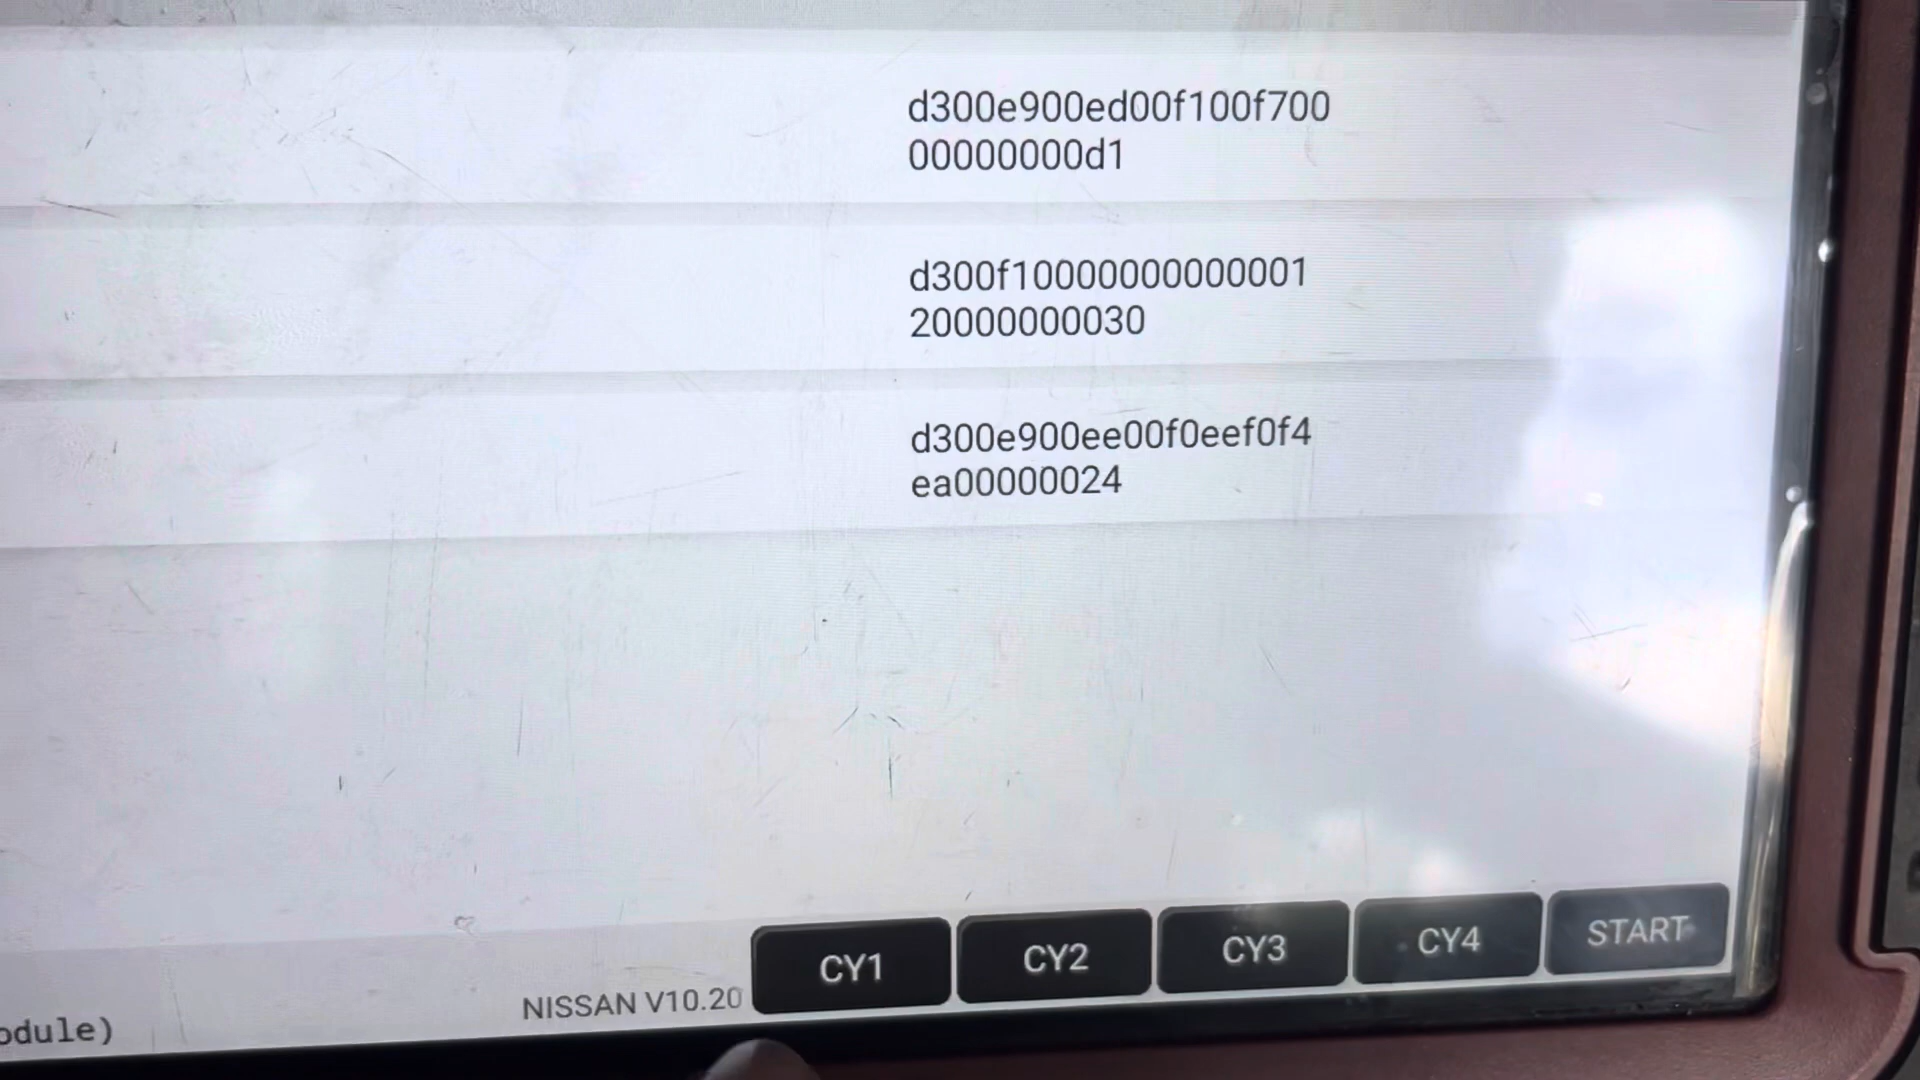 d300e900ed00f100f700
00000000d1
d300f10000000000001
20000000030
d300e900ee00f0eef0f4
ea00000024
CY1
CY2
CY3
CY4
START
NISSAN V10.20
odule)